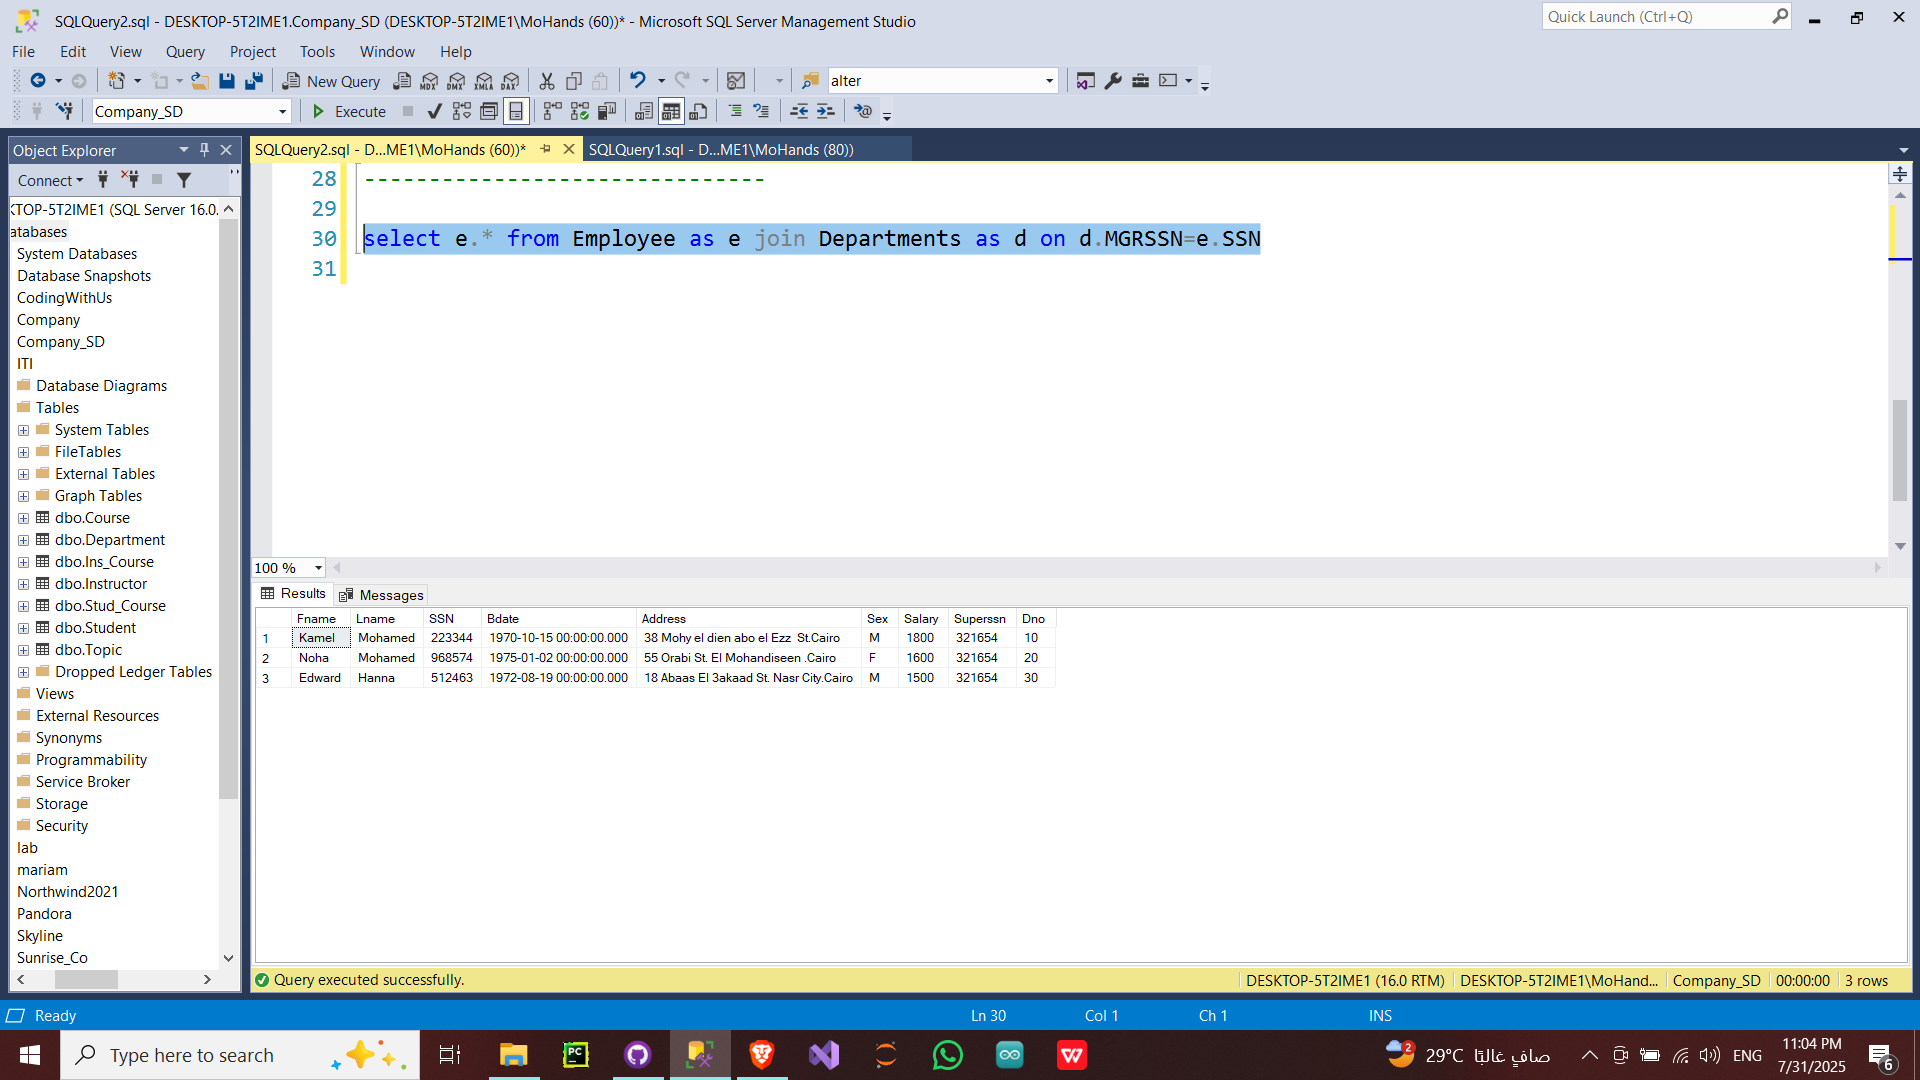 SQLQuery2.sql - DESKTOP-5T2IME1.Company_SD (DESKTOP-5T2IME1\MoHands (60))* - Microsoft SQL Server Management Studio
Quick Launch (Ctrl+Q)
File Edit View Query Project Tools Window Help
New Query MDX DMX XMLA DAX alter
Company_SD Execute
Object Explorer
SQLQuery2.sql - D...ME1\MoHands (60))* SQLQuery1.sql - D...ME1\MoHands (80))
Connect
KTOP-5T2IME1 (SQL Server 16.0.
atabases
System Databases
Database Snapshots
CodingWithUs
Company
Company_SD
ITI
Database Diagrams
Tables
System Tables
FileTables
External Tables
Graph Tables
dbo.Course
dbo.Department
dbo.Ins_Course
dbo.Instructor
dbo.Stud_Course
dbo.Student
dbo.Topic
Dropped Ledger Tables
Views
External Resources
Synonyms
Programmability
Service Broker
Storage
Security
lab
mariam
Northwind2021
Pandora
Skyline
Sunrise_Co
28 -------------------------------
29
30 select e.* from Employee as e join Departments as d on d.MGRSSN=e.SSN
31
100 %
Results Messages
Fname Lname SSN Bdate Address Sex Salary Superssn Dno
1 Kamel Mohamed 223344 1970-10-15 00:00:00.000 38 Mohy el dien abo el Ezz  St.Cairo M 1800 321654 10
2 Noha Mohamed 968574 1975-01-02 00:00:00.000 55 Orabi St. El Mohandiseen .Cairo F 1600 321654 20
3 Edward Hanna 512463 1972-08-19 00:00:00.000 18 Abaas El 3akaad St. Nasr City.Cairo M 1500 321654 30
Query executed successfully. DESKTOP-5T2IME1 (16.0 RTM) DESKTOP-5T2IME1\MoHand... Company_SD 00:00:00 3 rows
Ready Ln 30 Col 1 Ch 1 INS
Type here to search PC W 2 29°C صافٍ غالبًا ENG 11:04 PM 6
7/31/2025